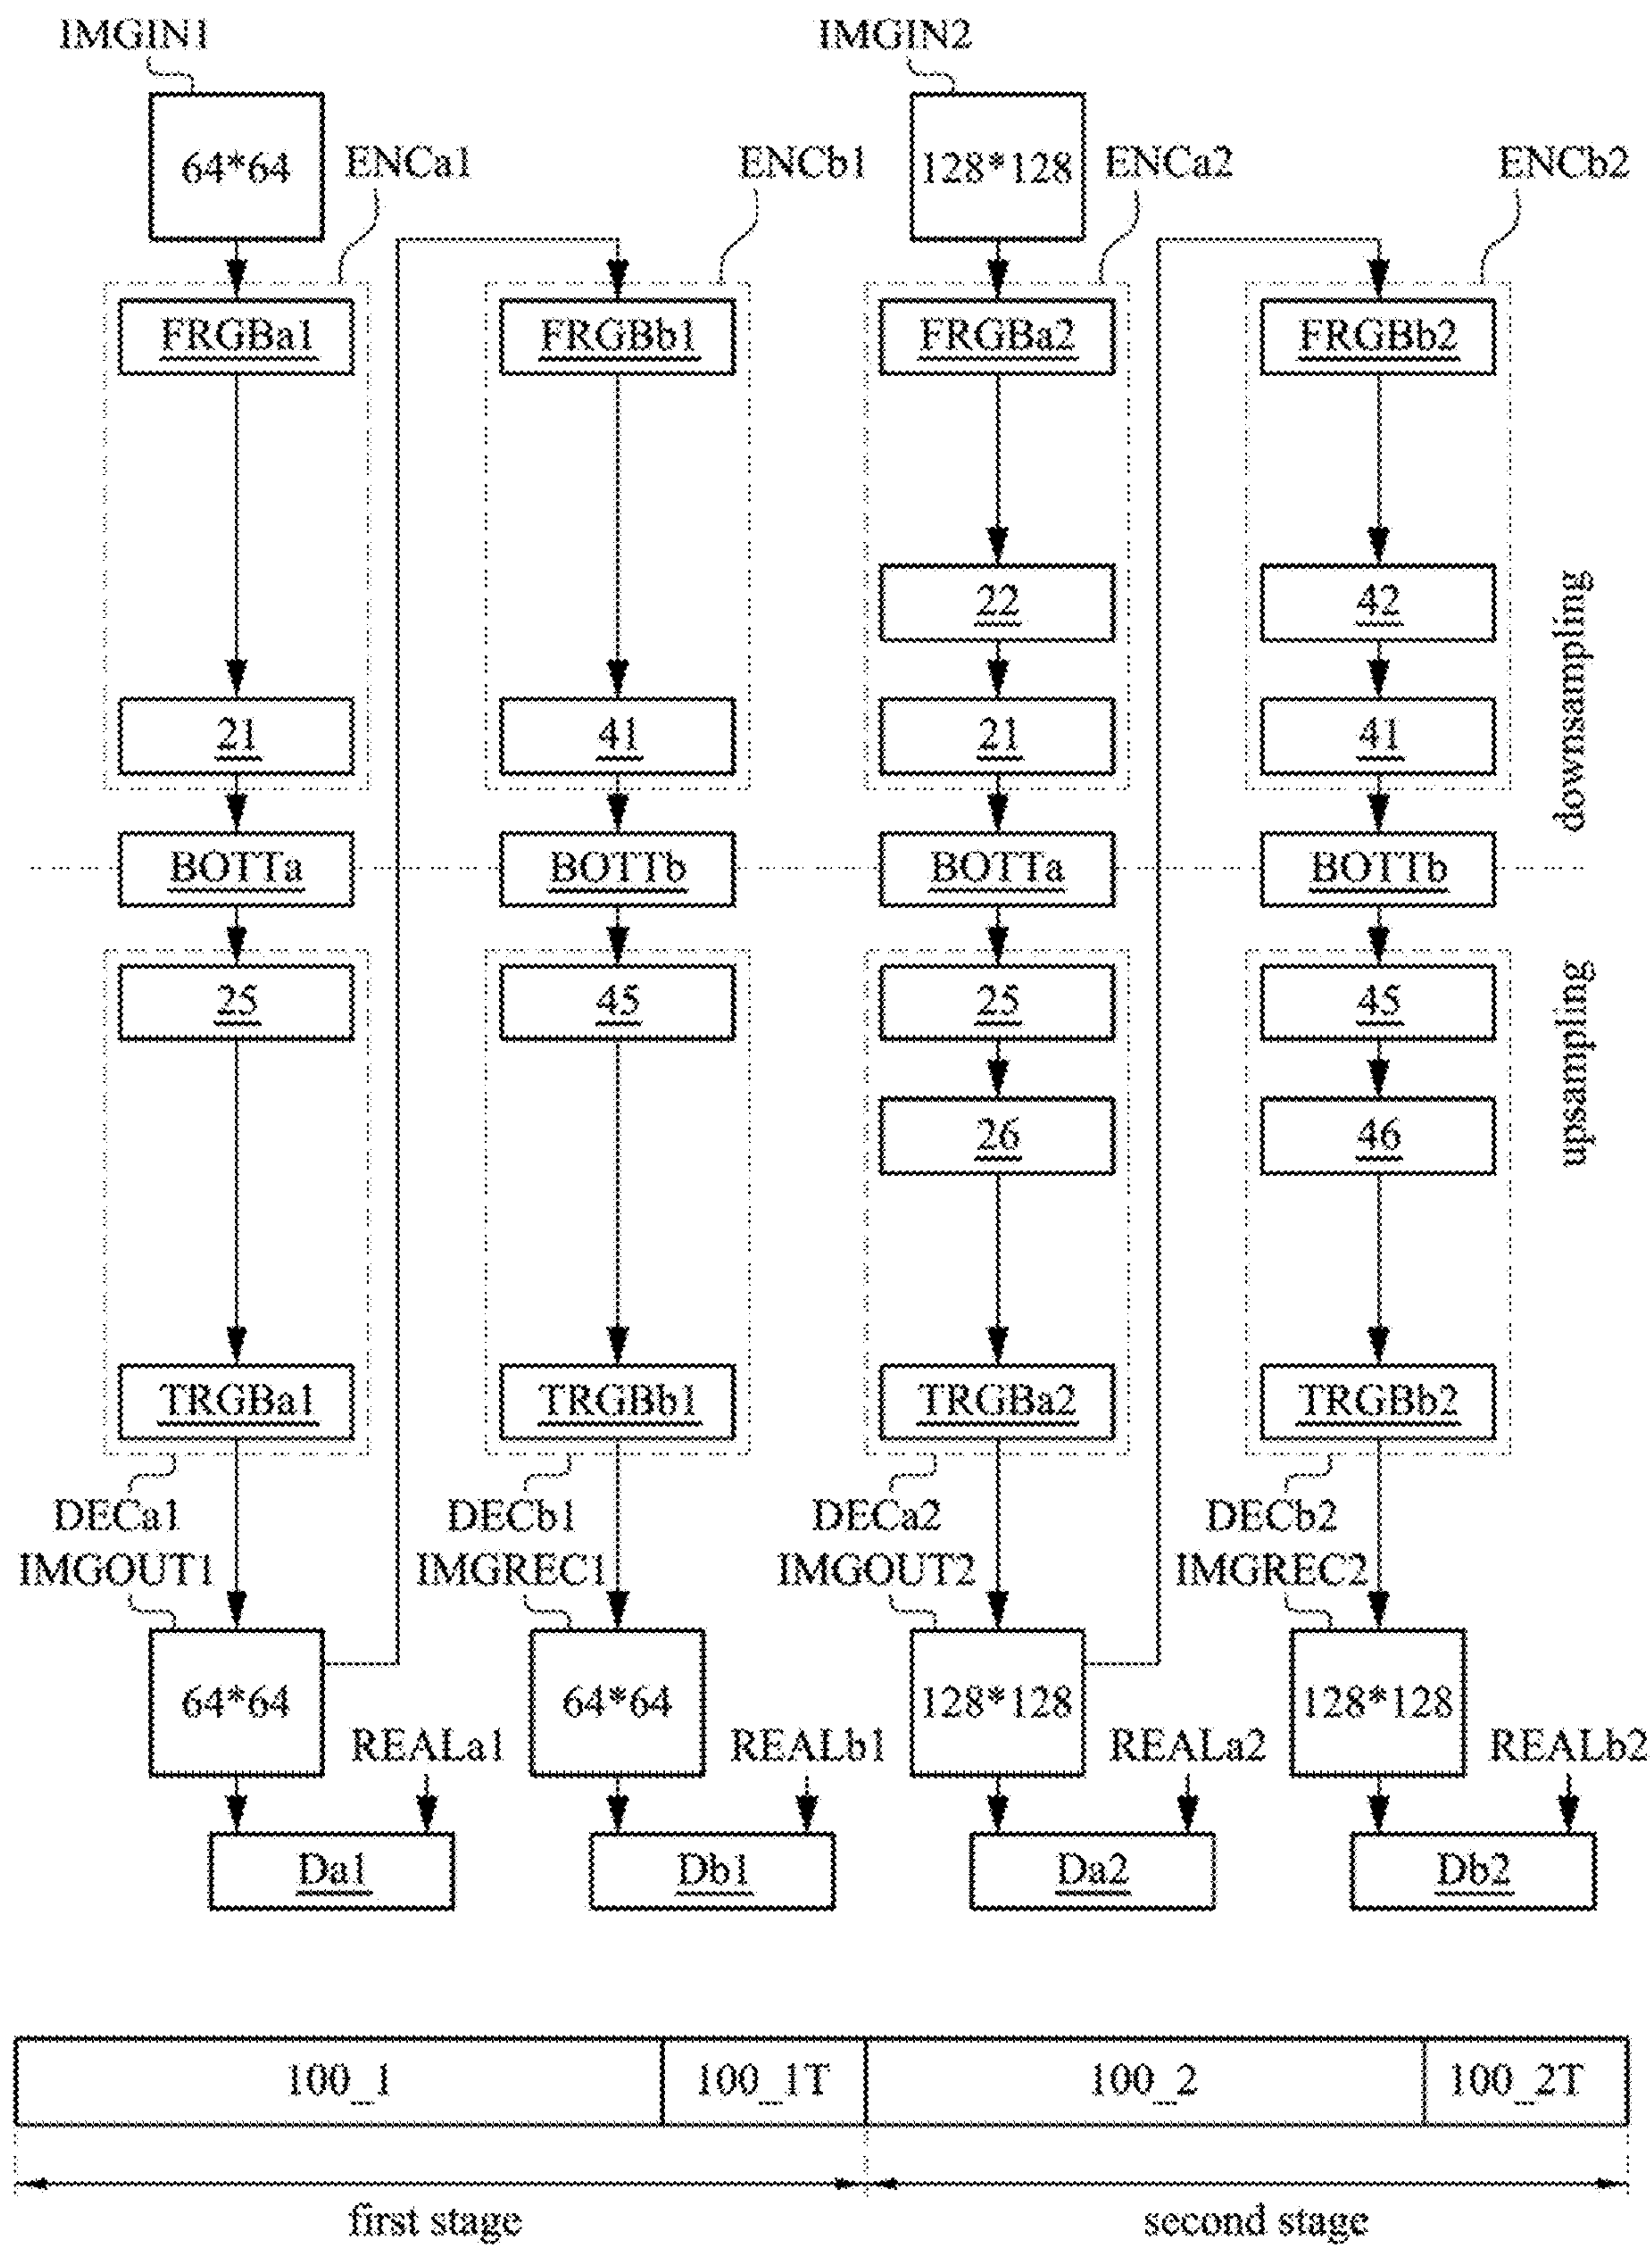 IMGIN1 IMGIN2
64*64 ENCa1 ENCb1 128*128 ENCa2 ENCb2
FRGBa1 FRGBb1 FRGBa2 FRGBb2
22 42
21 41 21 41
downsampling
BOTTa BOTTb BOTTa BOTTb
25 45 25 45
26 46
upsampling
TRGBa1 TRGBb1 TRGBa2 TRGBb2
DECa1 DECb1 DECa2 DECb2
IMGOUT1 IMGREC1 IMGOUT2 IMGREC2
64*64 64*64 128*128 128*128
REALa1 REALb1 REALa2 REALb2
Da1 Db1 Da2 Db2
100_1 100_1T 100_2 100_2T
first stage second stage